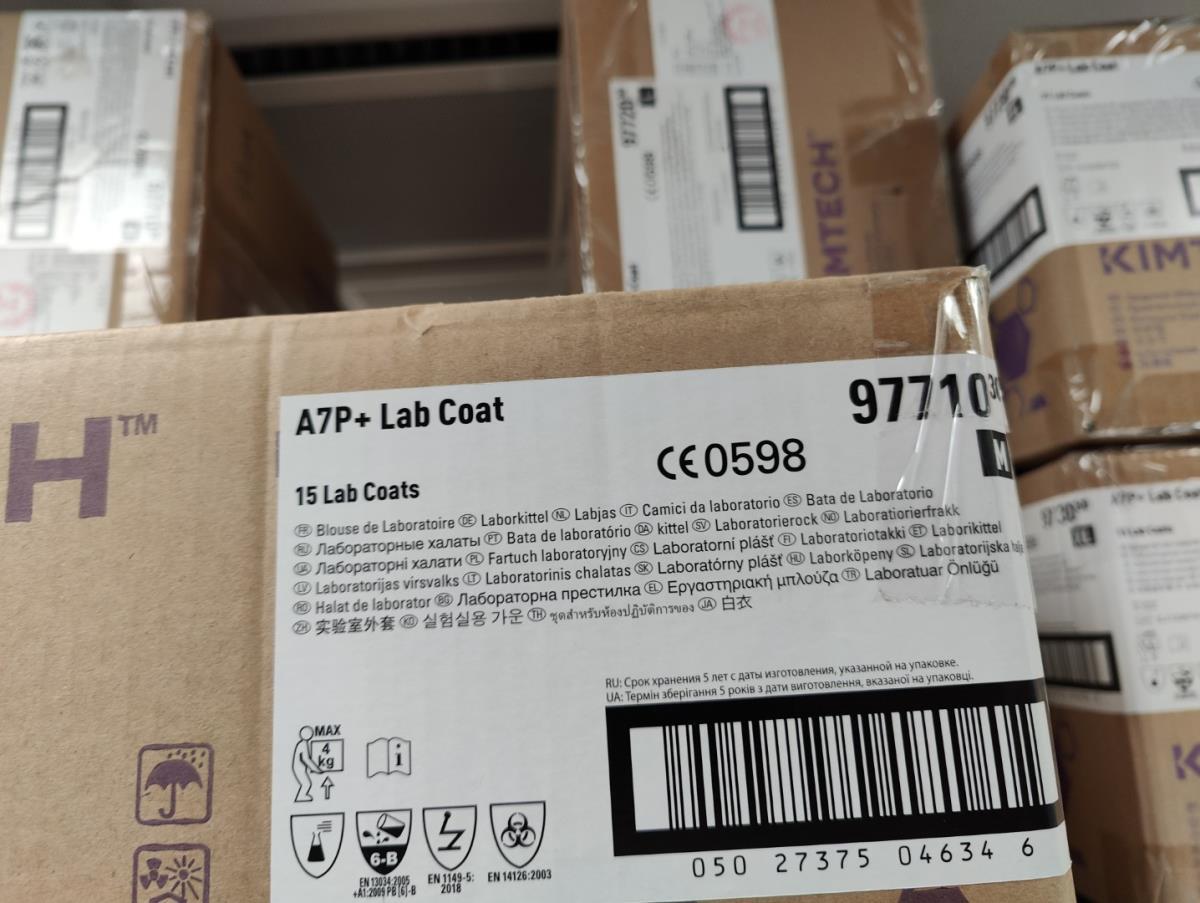 97720
CE0598
KIMTECH
A7P+ Lab Coat
KIM
H™
A7P+ Lab Coat
97710
M
CE0598
15 Lab Coats
FR Blouse de Laboratoire DE Laborkittel NL Labjas IT Camici da laboratorio ES Bata de Laboratorio
RU Лабораторные халаты PT Bata de laboratório DA kittel SV Laboratorierock NO Laboratiorierfrakk
UA Лабораторні халати PL Fartuch laboratoryjny CS Laboratorní plášť FI Laboratoriotakki ET Laborikittel
LV Laboratorijas virsvalks LT Laboratorinis chalatas SK Laboratórny plášť HU Laborköpeny SL Laboratorijska
RO Halat de laborator BG Лабораторна престилка EL Εργαστηριακή μπλούζα TR Laboratuar Önlüğü
ZH 实验室外套 KO 실험실용 가운 TH ชุดสำหรับห้องปฏิบัติการของ JA 白衣
RU: Срок хранения 5 лет с даты изготовления, указанной на упаковке.
UA: Термін зберігання 5 років з дати виготовлення, вказаної на упаковці.
MAX
4
kg
i
6-B
EN 13034:2005
+A1:2009 PB [6]-B
EN 1149-5:
2018
EN 14126:2003
050 27375 04634 6
A7P+ Lab Coat
XL